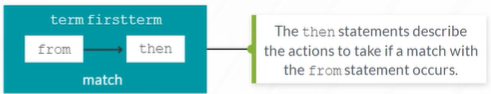 term firstterm
from
then
match
The then statements describe
the actions to take if a match with
the from statement occurs.